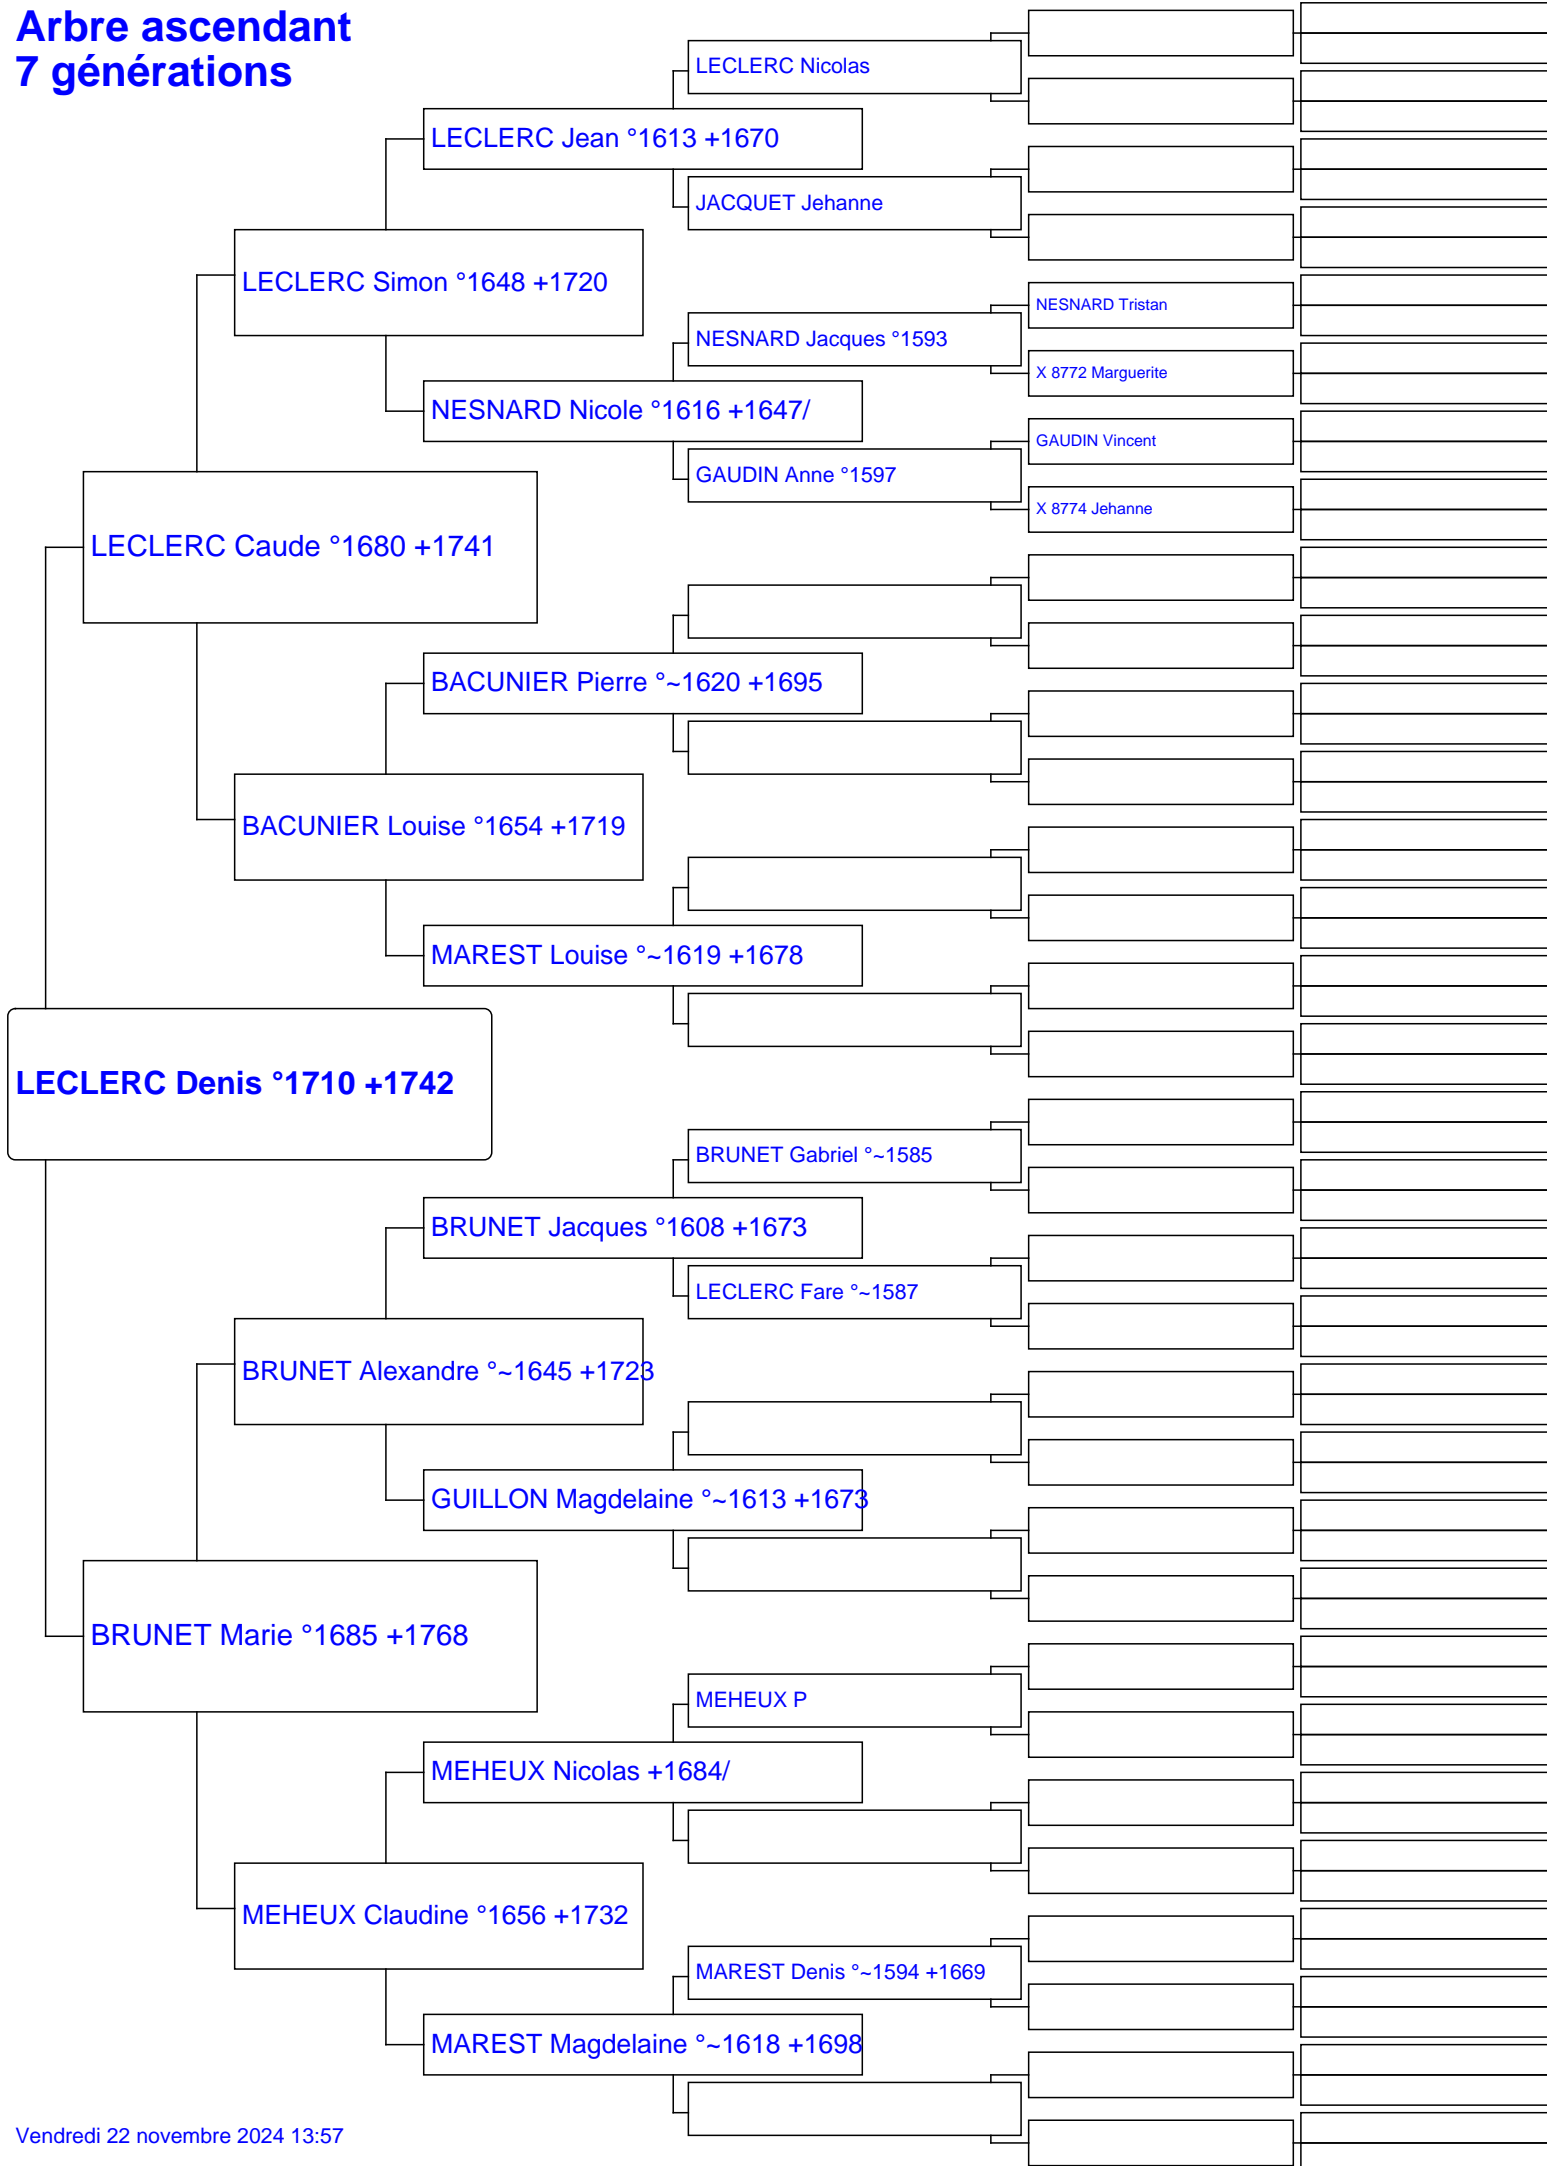 Arbre ascendant
7 générations
LECLERC Nicolas
LECLERC Jean °1613 +1670
JACQUET Jehanne
LECLERC Simon °1648 +1720
NESNARD Tristan
NESNARD Jacques °1593
X 8772 Marguerite
NESNARD Nicole °1616 +1647/
GAUDIN Vincent
GAUDIN Anne °1597
X 8774 Jehanne
LECLERC Caude °1680 +1741
BACUNIER Pierre °~1620 +1695
BACUNIER Louise °1654 +1719
MAREST Louise °~1619 +1678
LECLERC Denis °1710 +1742
BRUNET Gabriel °~1585
BRUNET Jacques °1608 +1673
LECLERC Fare °~1587
BRUNET Alexandre °~1645 +1723
GUILLON Magdelaine °~1613 +1673
BRUNET Marie °1685 +1768
MEHEUX P
MEHEUX Nicolas +1684/
MEHEUX Claudine °1656 +1732
MAREST Denis °~1594 +1669
MAREST Magdelaine °~1618 +1698
Vendredi 22 novembre 2024 13:57